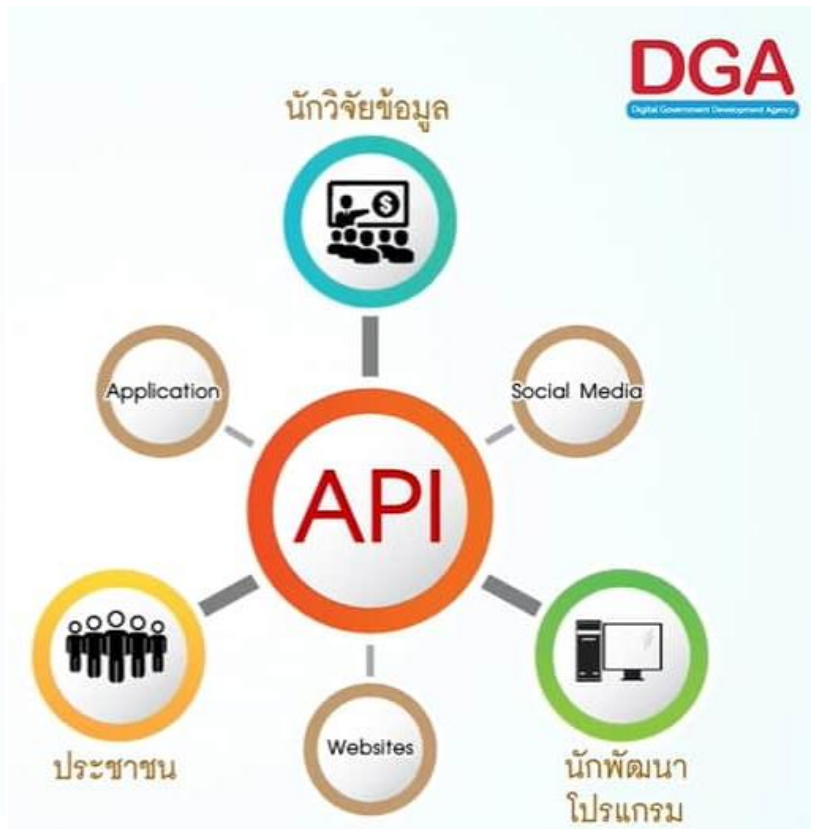 DGA
Digital Government Development Agency
นักวิจัยข้อมูล
$
Application
Social Media
API
Websites
ประชาชน
นักพัฒนา
โปรแกรม